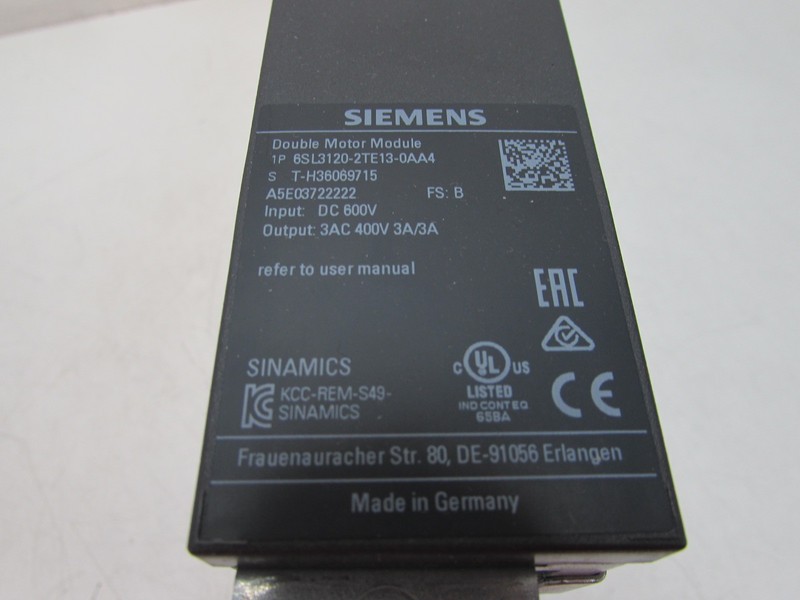 SIEMENS
Double Motor Module
1P 6SL3120-2TE13-0AA4
S T-H36069715
A5E03722222 FS: B
Input: DC 600V
Output: 3AC 400V 3A/3A
refer to user manual
EAC
SINAMICS
C UL US
LISTED
IND CONT EQ
65BA
KCC-REM-S49-
SINAMICS
CE
Frauenauracher Str. 80, DE-91056 Erlangen
Made in Germany